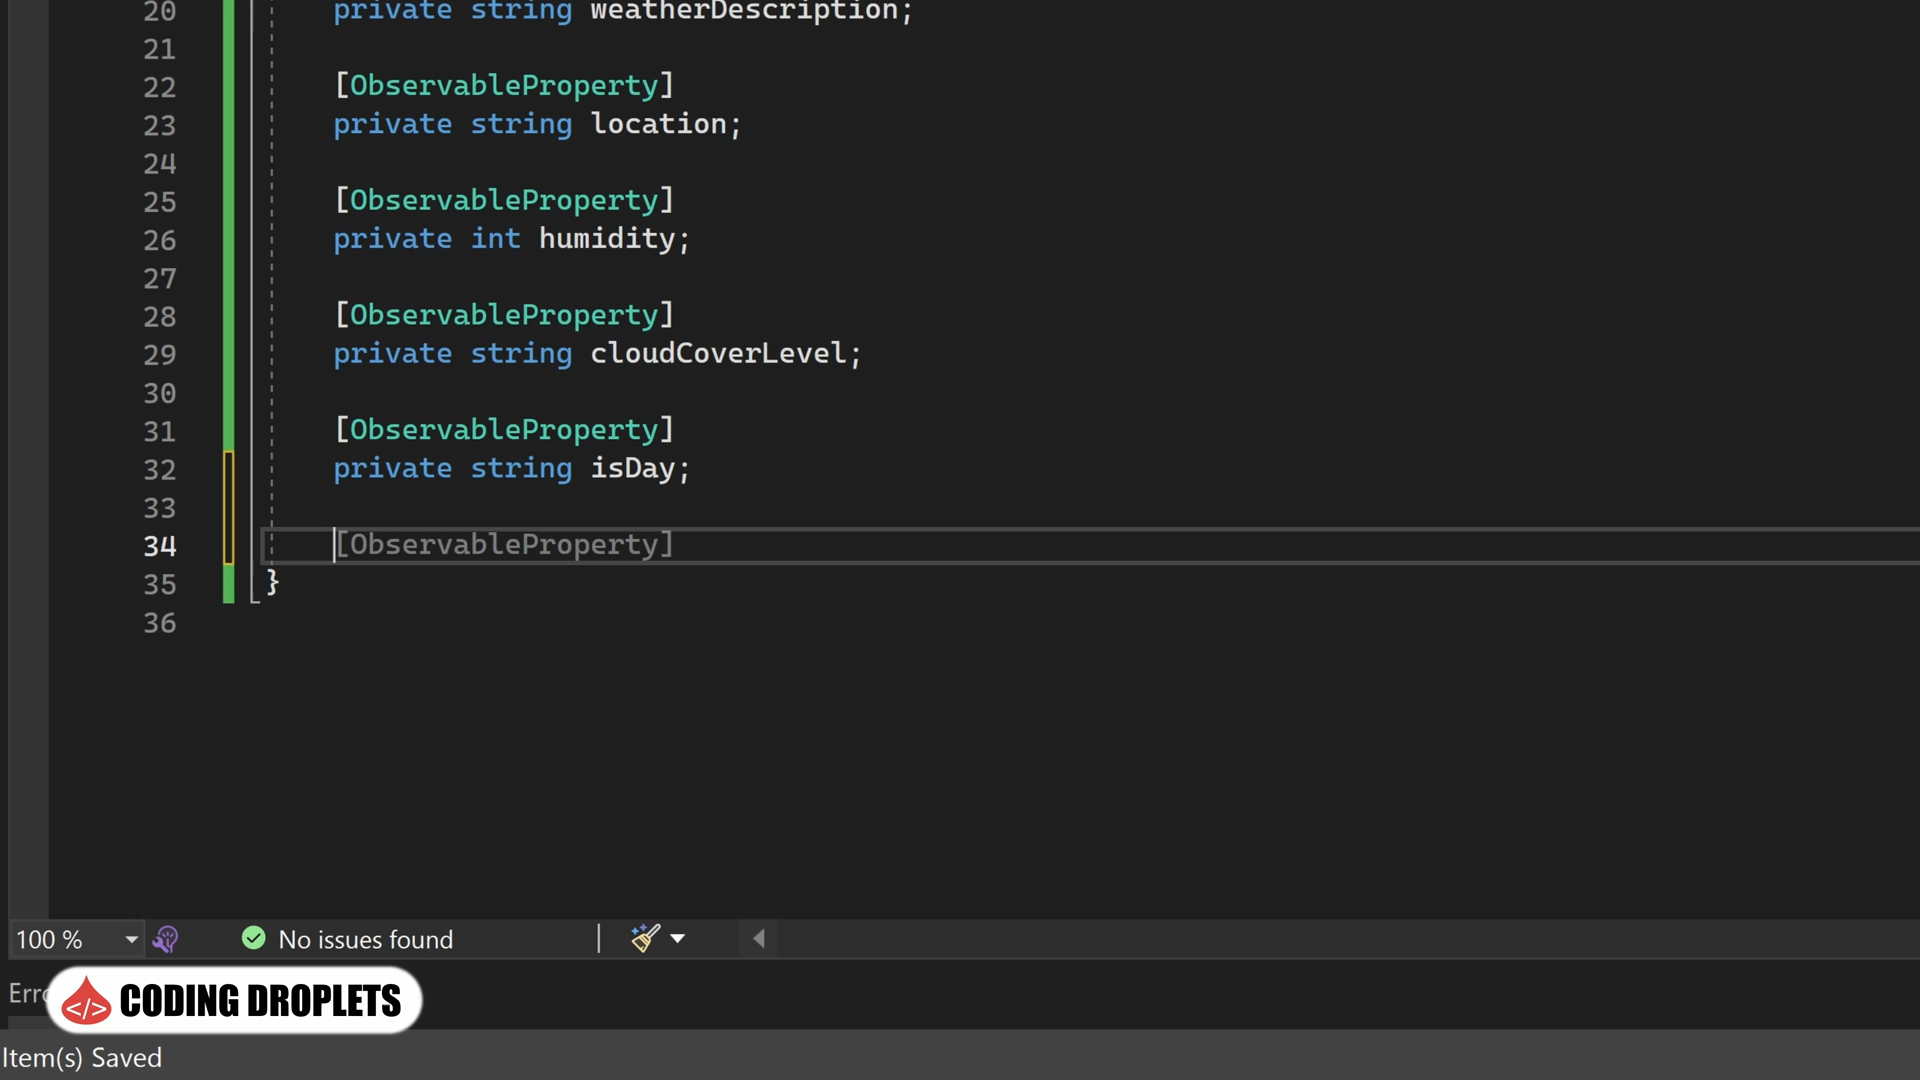 20 private string weatherDescription;
21
22 [ObservableProperty]
23 private string location;
24
25 [ObservableProperty]
26 private int humidity;
27
28 [ObservableProperty]
29 private string cloudCoverLevel;
30
31 [ObservableProperty]
32 private string isDay;
33
34 [ObservableProperty]
35 }
36
100 % No issues found
Erro
</> CODING DROPLETS
Item(s) Saved